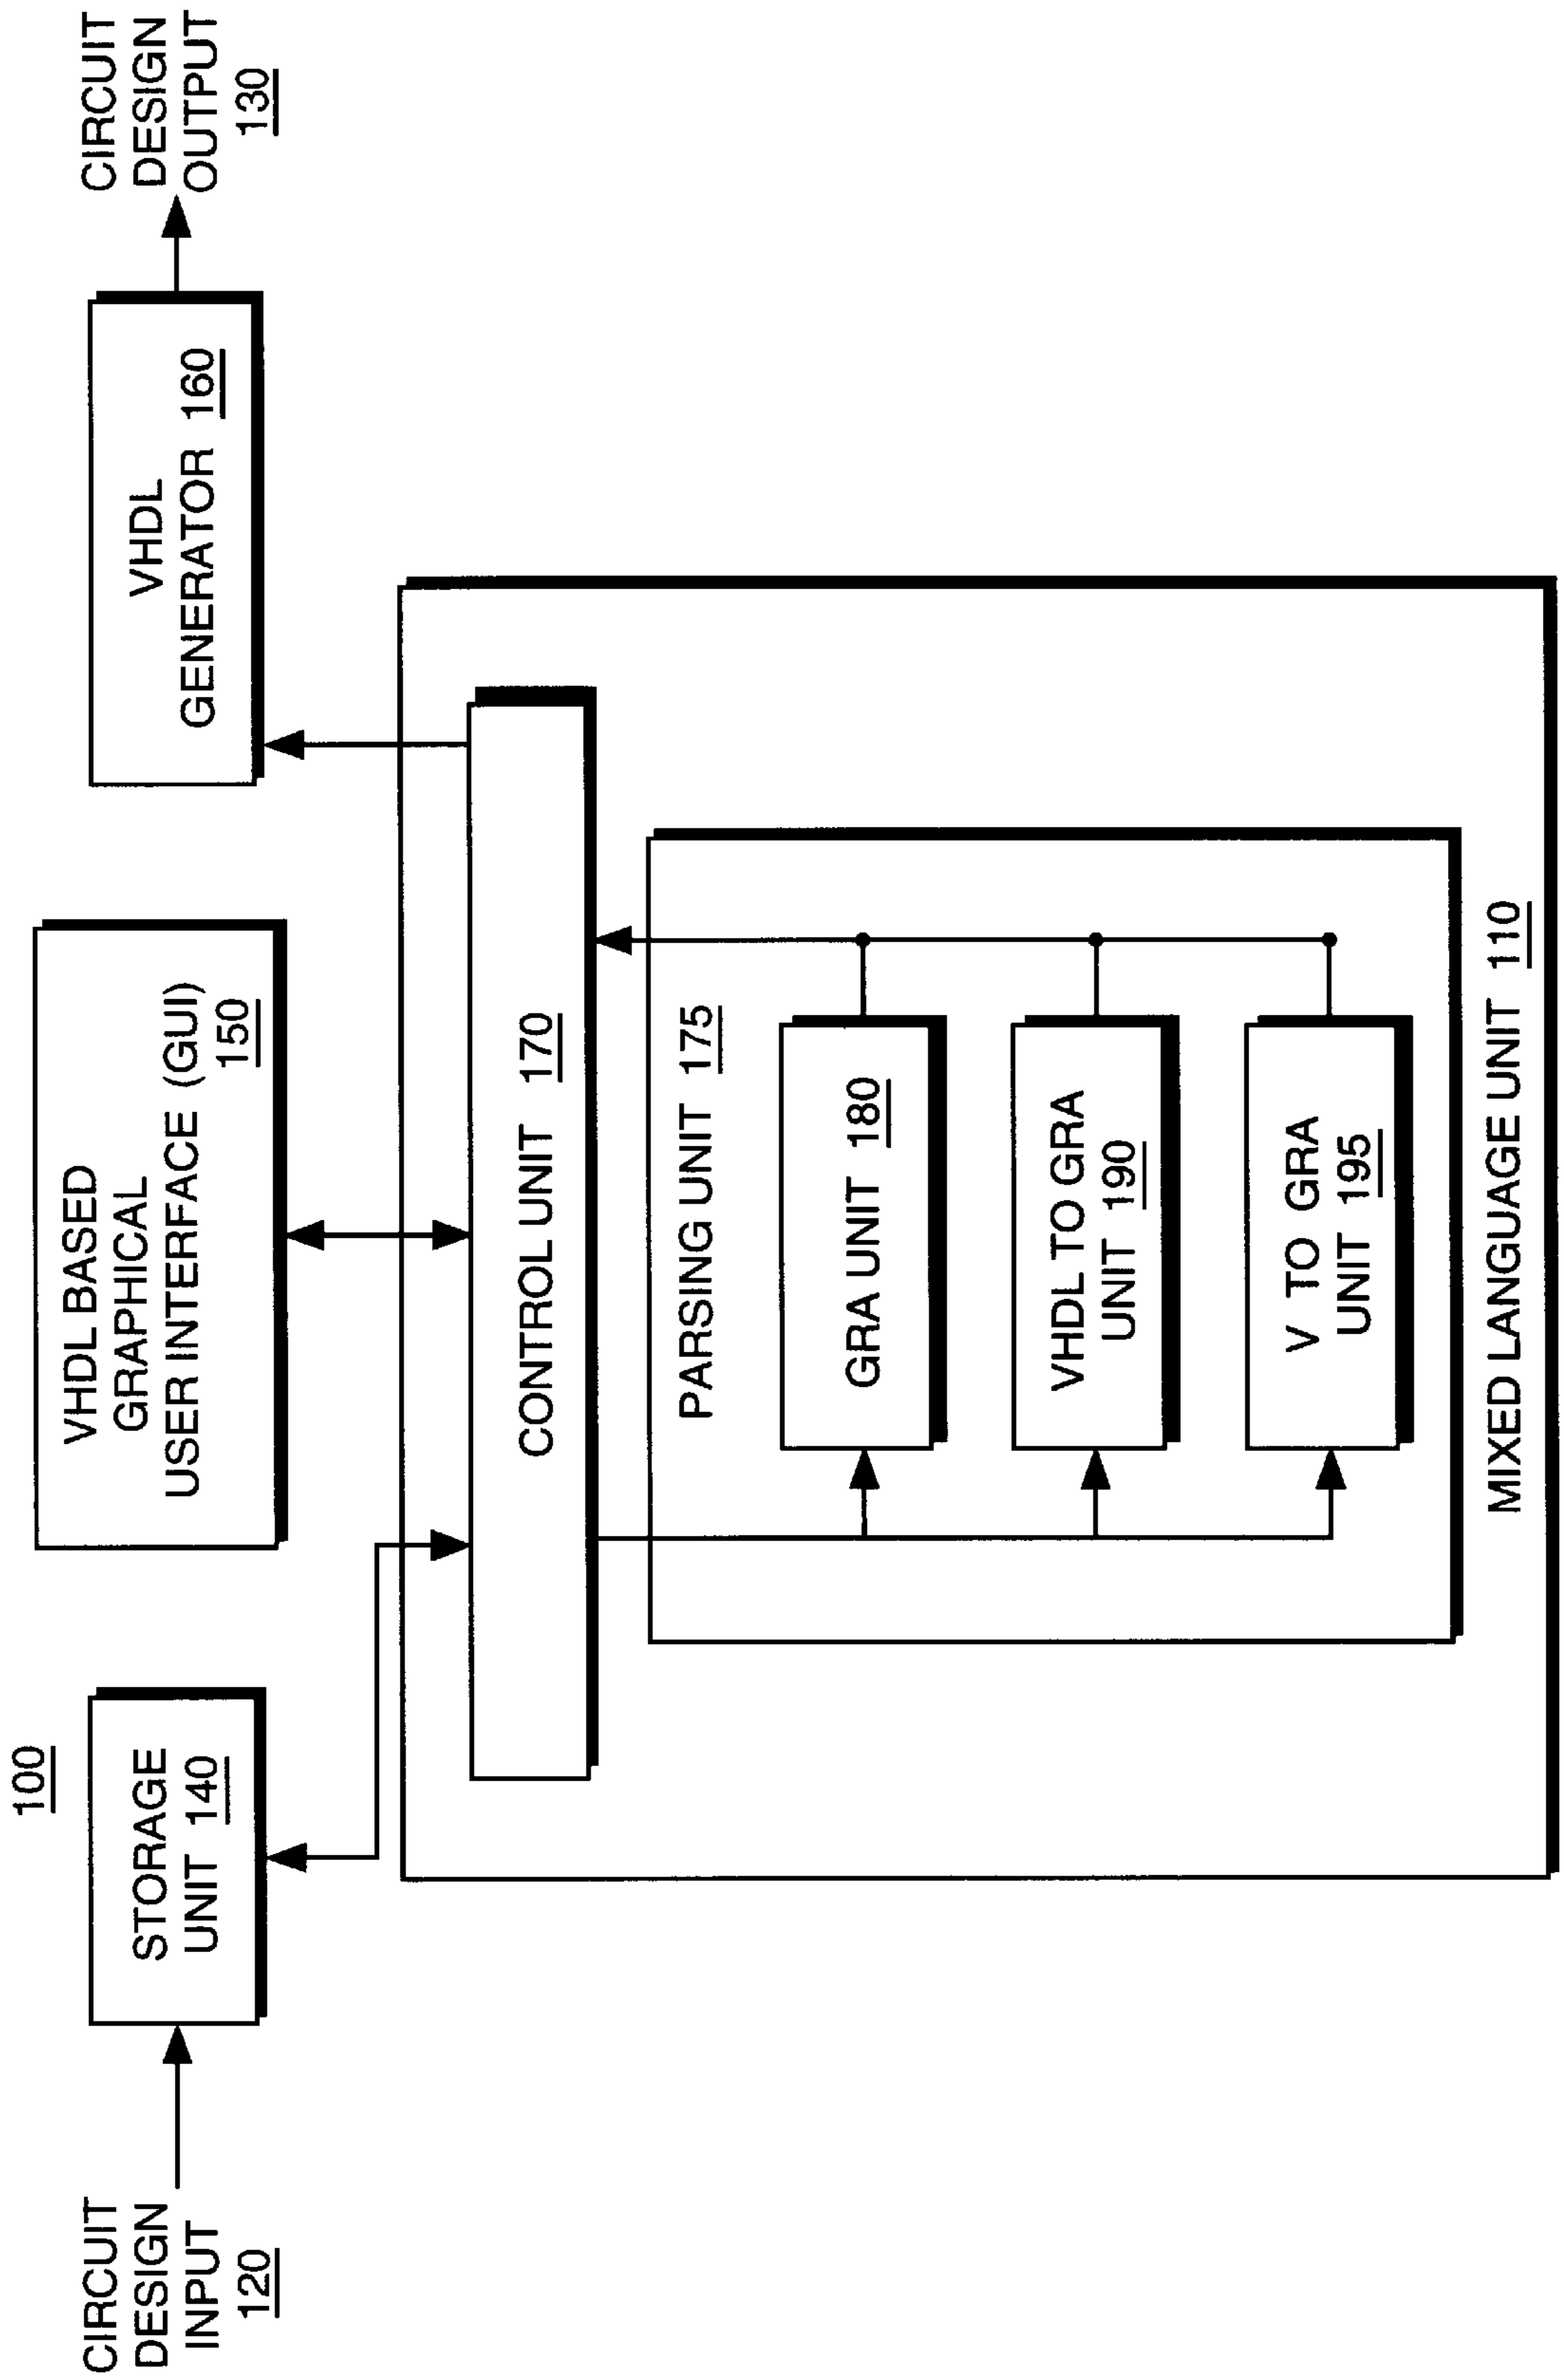 100
CIRCUIT
DESIGN
INPUT
120
STORAGE
UNIT 140
VHDL BASED
GRAPHICAL
USER INTERFACE (GUI)
150
VHDL
GENERATOR 160
CIRCUIT
DESIGN
OUTPUT
130
CONTROL UNIT 170
PARSING UNIT 175
GRA UNIT 180
VHDL TO GRA
UNIT 190
V TO GRA
UNIT 195
MIXED LANGUAGE UNIT 110